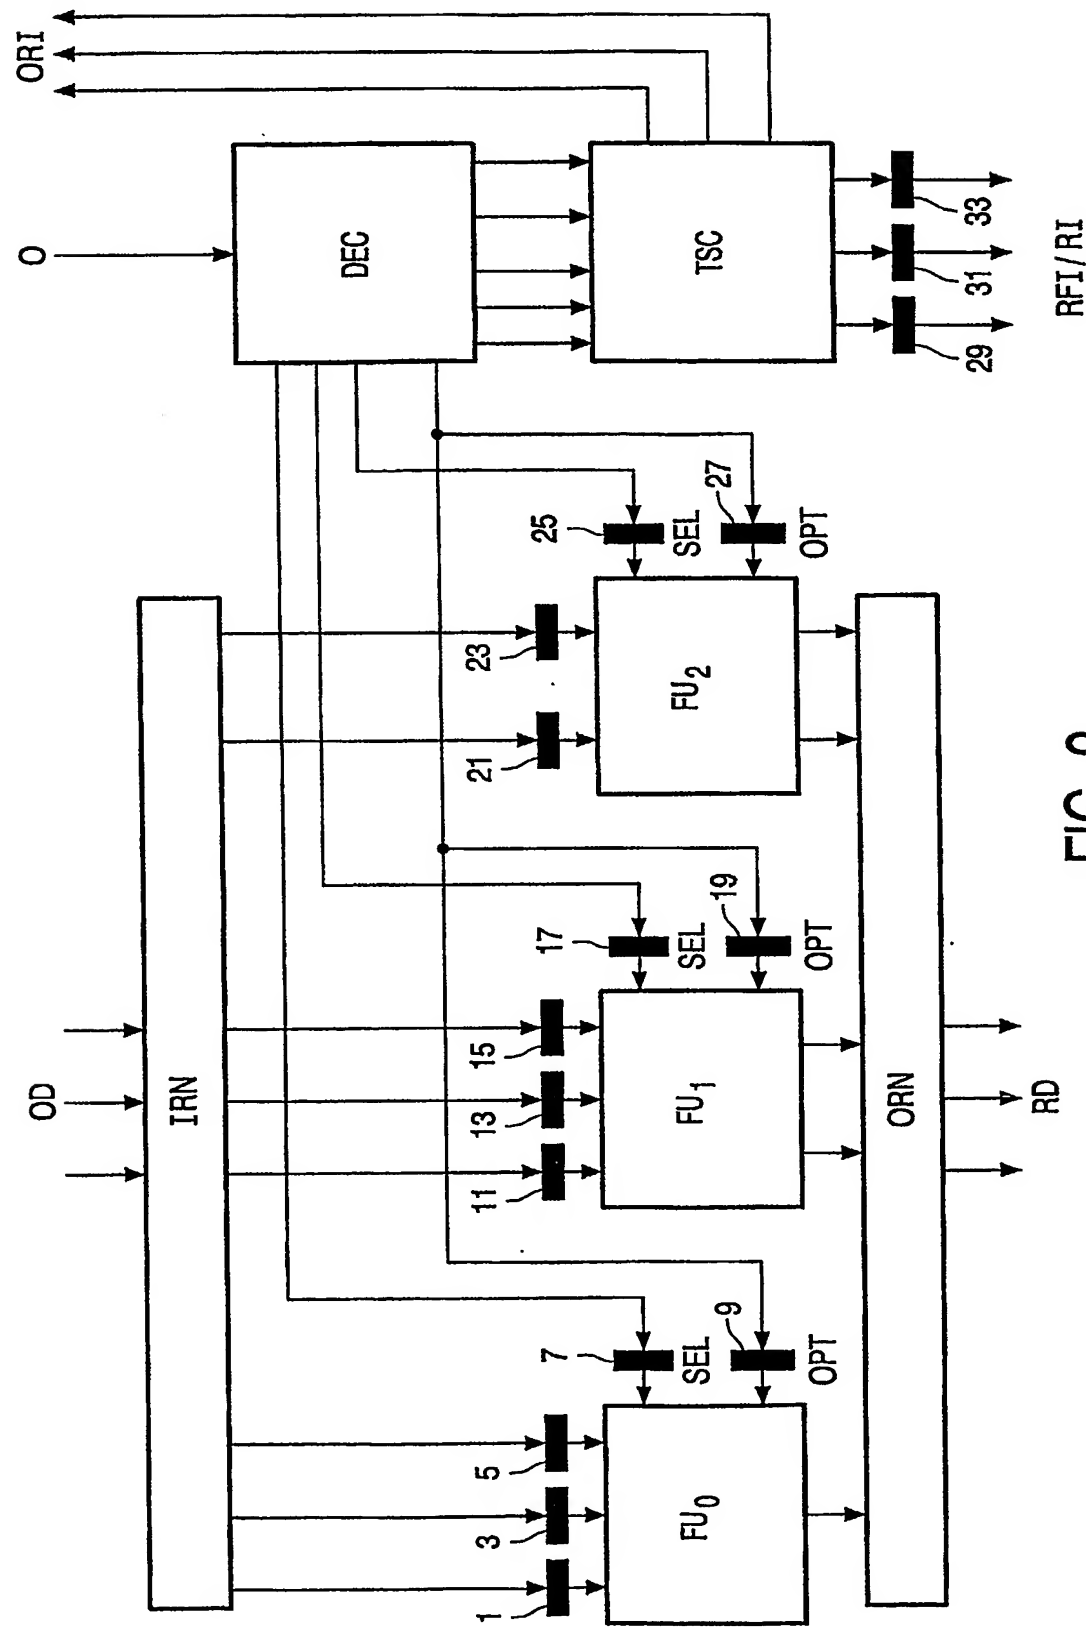 OD
O
ORI
IRN
DEC
TSC
1
3
5
7
SEL
9
OPT
FU0
11
13
15
17
SEL
19
OPT
FU1
21
23
25
SEL
27
OPT
FU2
29
31
33
ORN
RD
RFI/RI
FIG.